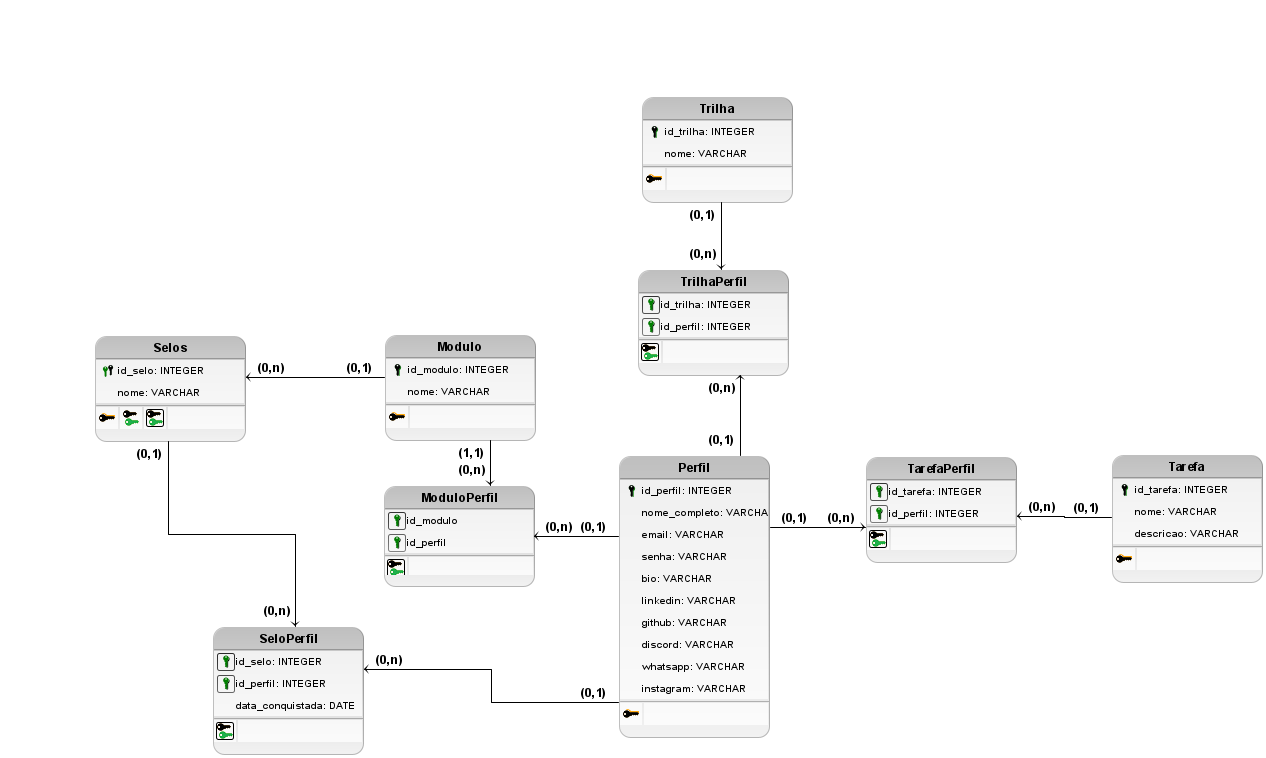 Trilha
id_trilha: INTEGER
nome: VARCHAR
(0,1)
(0,n)
TrilhaPerfil
id_trilha: INTEGER
id_perfil: INTEGER
(0,n)
(0,1)
Selos
id_selo: INTEGER
nome: VARCHAR
(0,n)
(0,1)
Modulo
id_modulo: INTEGER
nome: VARCHAR
(0,1)
(1,1)
(0,n)
ModuloPerfil
id_modulo
id_perfil
(0,n)
(0,1)
Perfil
id_perfil: INTEGER
nome_completo: VARCHA
email: VARCHAR
senha: VARCHAR
bio: VARCHAR
linkedin: VARCHAR
github: VARCHAR
discord: VARCHAR
whatsapp: VARCHAR
instagram: VARCHAR
(0,1)
(0,n)
TarefaPerfil
id_tarefa: INTEGER
id_perfil: INTEGER
(0,n)
(0,1)
Tarefa
id_tarefa: INTEGER
nome: VARCHAR
descricao: VARCHAR
(0,n)
SeloPerfil
id_selo: INTEGER
id_perfil: INTEGER
data_conquistada: DATE
(0,n)
(0,1)